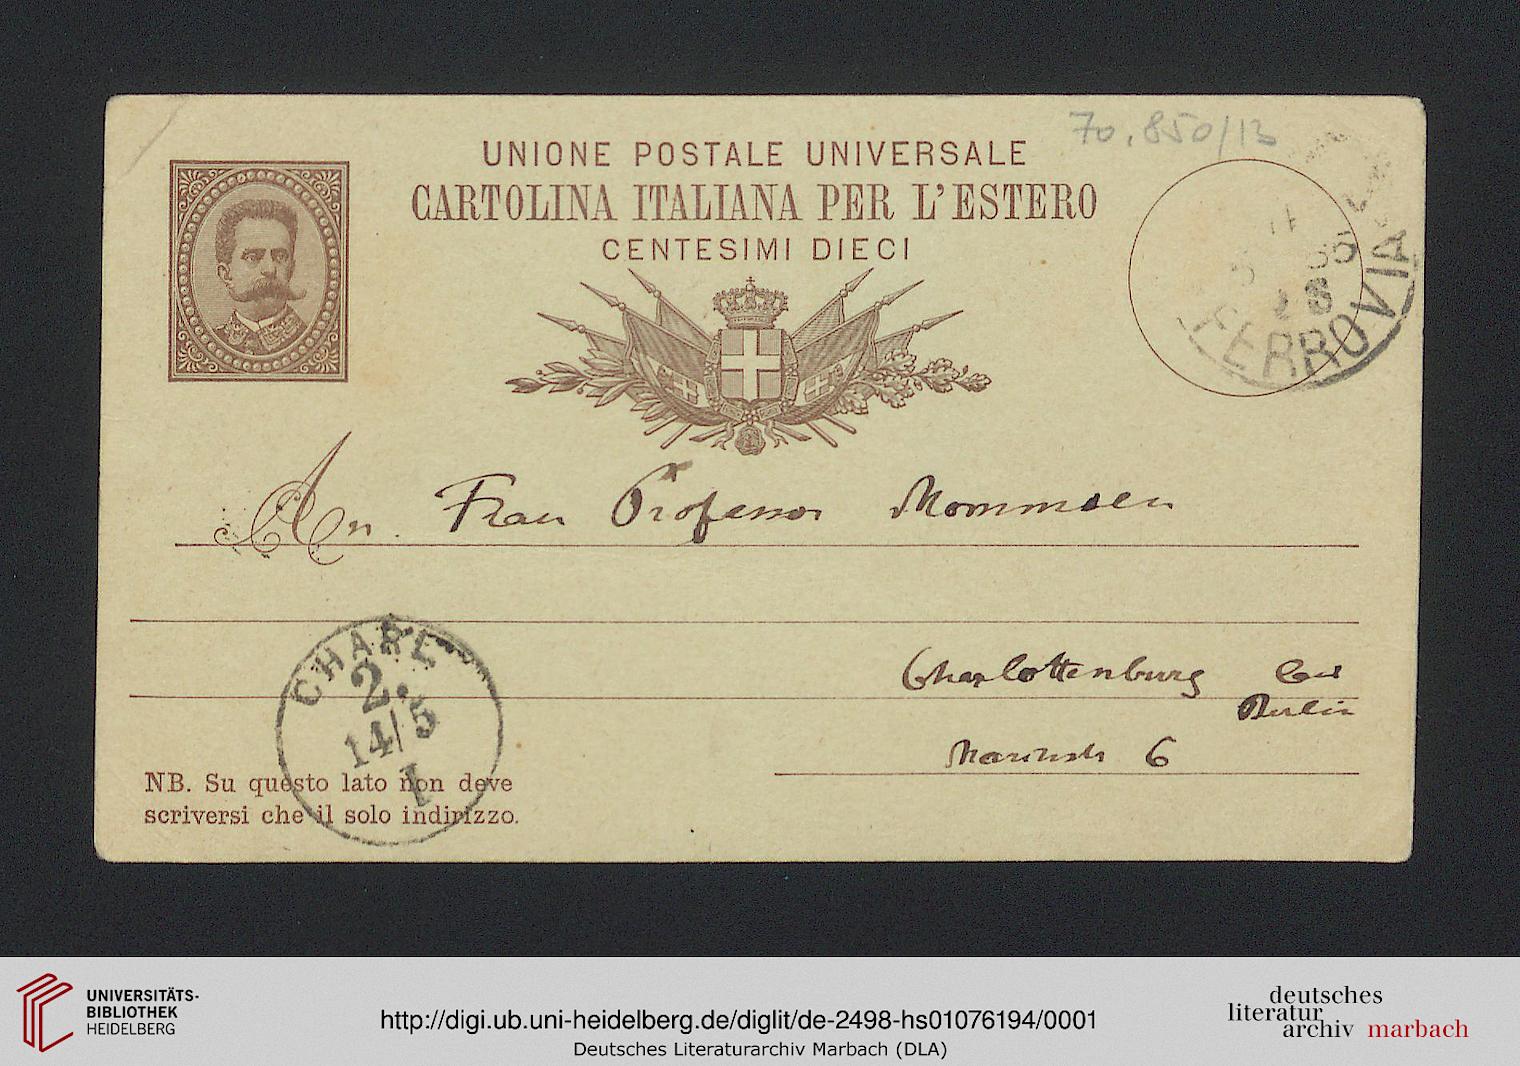 70.850/13
UNIONE POSTALE UNIVERSALE
CARTOLINA ITALIANA PER L'ESTERO
CENTESIMI DIECI
FERROVIA
An Frau Professor Mommsen
CHARL
2.
14/5
1
Charlottenburg bei
Berlin
Marchstr 6
NB. Su questo lato non deve
scriversi che il solo indirizzo.
UNIVERSITÄTS-
BIBLIOTHEK
HEIDELBERG
http://digi.ub.uni-heidelberg.de/diglit/de-2498-hs01076194/0001
Deutsches Literaturarchiv Marbach (DLA)
deutsches
literatur
archiv marbach